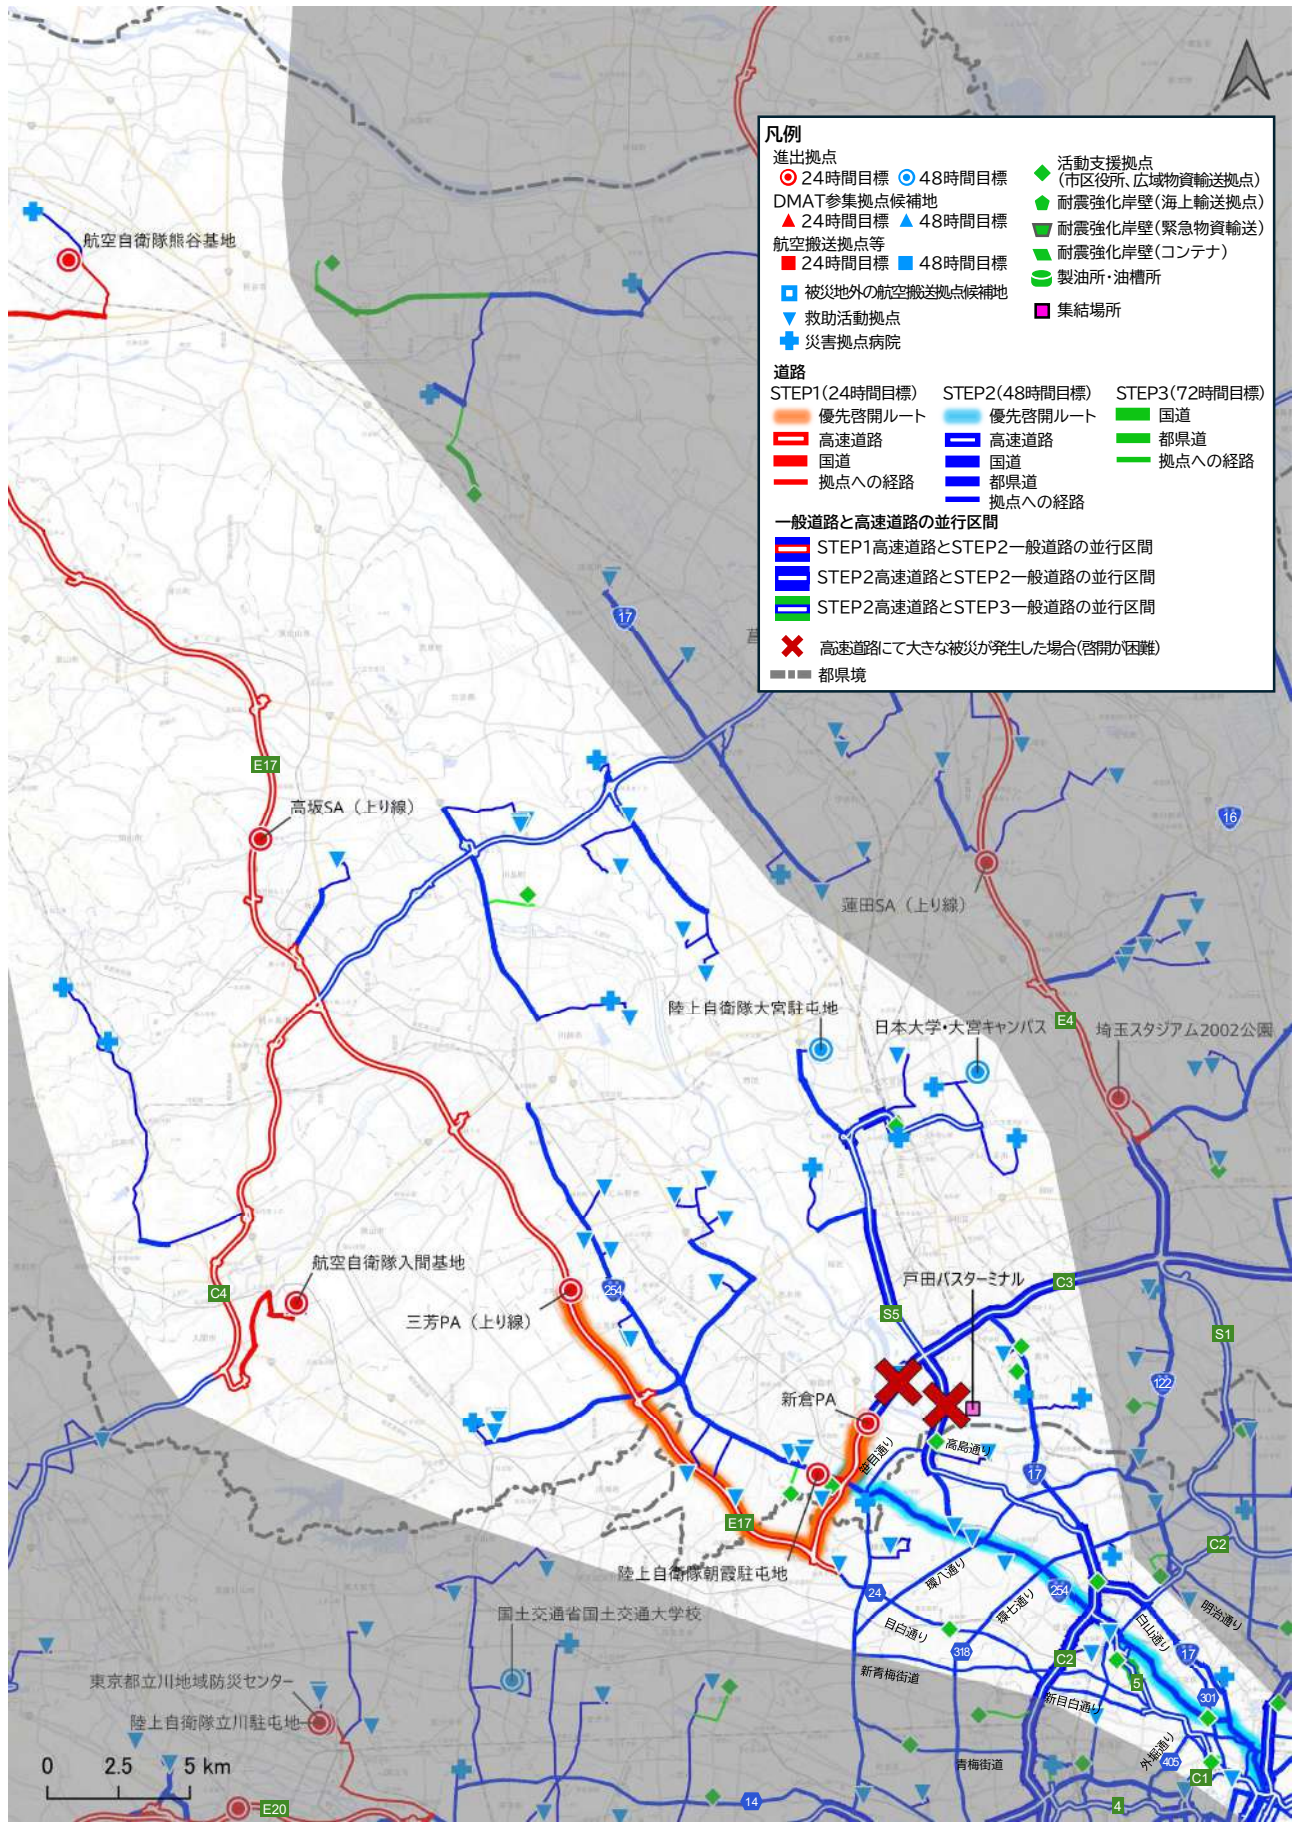 凡例
進出拠点
24時間目標
48時間目標
DMAT参集拠点候補地
24時間目標
48時間目標
航空搬送拠点等
24時間目標
48時間目標
被災地外の航空搬送拠点候補地
救助活動拠点
災害拠点病院
活動支援拠点
(市区役所、広域物資輸送拠点)
耐震強化岸壁(海上輸送拠点)
耐震強化岸壁(緊急物資輸送)
耐震強化岸壁(コンテナ)
製油所・油槽所
集結場所
道路
STEP1(24時間目標)
優先啓開ルート
高速道路
国道
拠点への経路
STEP2(48時間目標)
優先啓開ルート
高速道路
国道
都県道
拠点への経路
STEP3(72時間目標)
国道
都県道
拠点への経路
一般道路と高速道路の並行区間
STEP1高速道路とSTEP2一般道路の並行区間
STEP2高速道路とSTEP2一般道路の並行区間
STEP2高速道路とSTEP3一般道路の並行区間
高速道路にて大きな被災が発生した場合(啓開が困難)
都県境
航空自衛隊熊谷基地
17
E17
高坂SA（上り線）
16
蓮田SA（上り線）
陸上自衛隊大宮駐屯地
日本大学・大宮キャンパス
E4
埼玉スタジアム2002公園
航空自衛隊入間基地
C4
254
三芳PA（上り線）
戸田バスターミナル
C3
S5
S1
122
新倉PA
笹目通り
高島通り
17
E17
C2
陸上自衛隊朝霞駐屯地
24
環八通り
環七通り
254
明治通り
白山通り
国土交通省国土交通大学校
目白通り
318
新青梅街道
C2
17
5
301
新目白通り
東京都立川地域防災センター
陸上自衛隊立川駐屯地
外堀通り
405
C1
青梅街道
0 2.5 5 km
E20
14
4